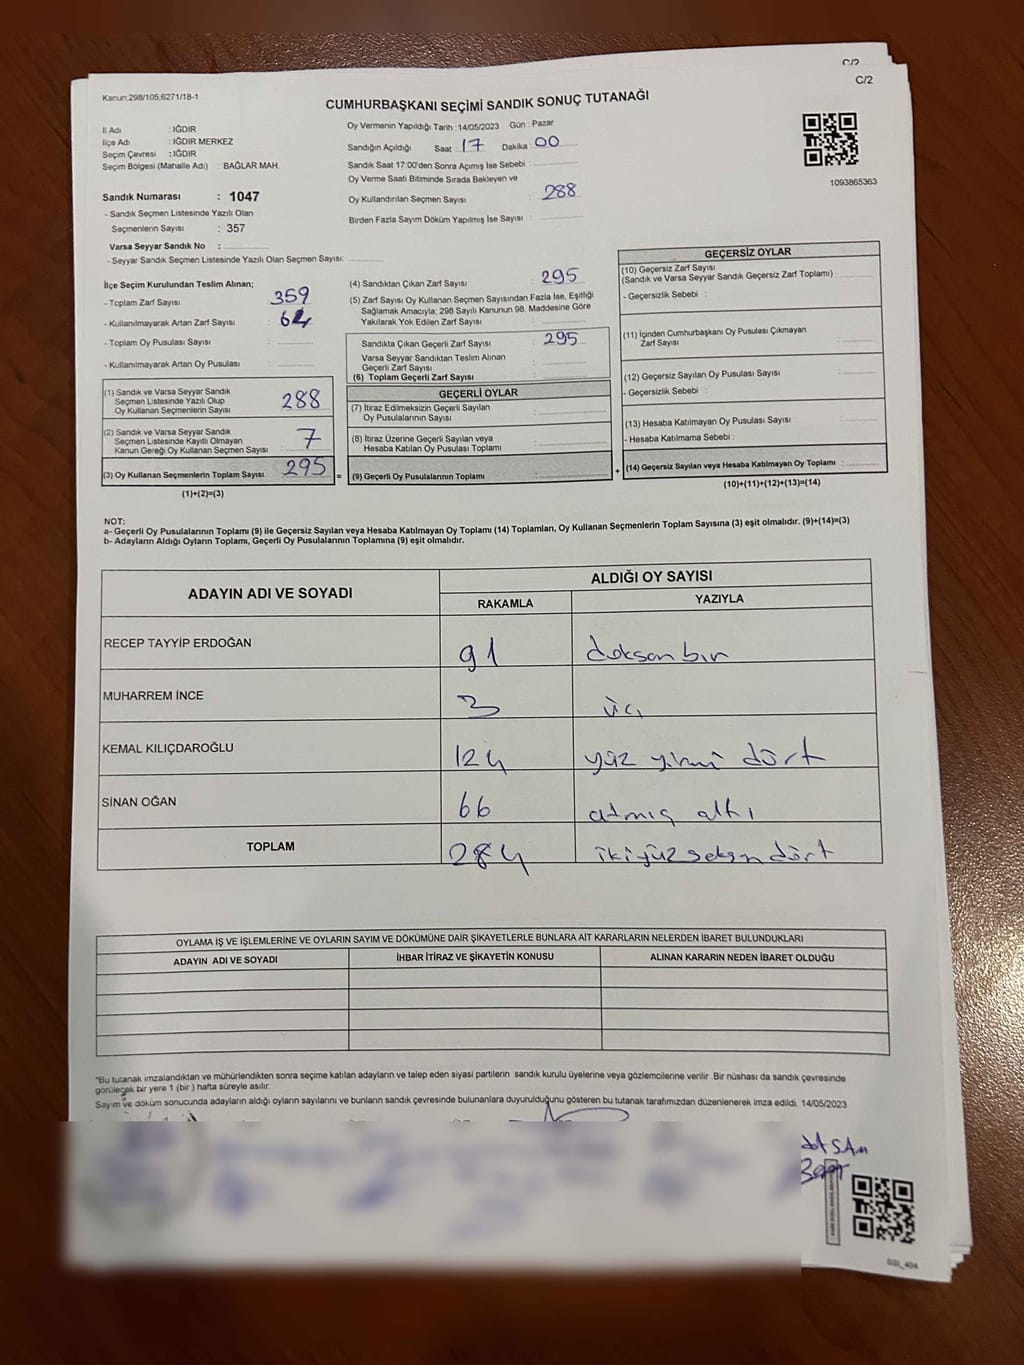 C/2
C/2
Kanun:298/105;6271/18-1
CUMHURBAŞKANI SEÇİMİ SANDIK SONUÇ TUTANAĞI
İl Adı : IĞDIR
İlçe Adı : IĞDIR MERKEZ
Seçim Çevresi : IĞDIR
Seçim Bölgesi (Mahalle Adı) : BAĞLAR MAH.
Oy Vermenin Yapıldığı Tarih :14/05/2023 Gün : Pazar
Sandığın Açıldığı Saat : 17 Dakika : 00
Sandık Saat 17:00'den Sonra Açımış İse Sebebi :
Oy Verme Saati Bitiminde Sırada Bekleyen ve
Oy Kullandırılan Seçmen Sayısı : 288
Birden Fazla Sayım Döküm Yapılmış İse Sayısı :
1093865363
Sandık Numarası : 1047
- Sandık Seçmen Listesinde Yazılı Olan
Seçmenlerin Sayısı : 357
Varsa Seyyar Sandık No :
- Seyyar Sandık Seçmen Listesinde Yazılı Olan Seçmen Sayısı:
İlçe Seçim Kurulundan Teslim Alınan;
- Toplam Zarf Sayısı : 359
- Kullanılmayarak Artan Zarf Sayısı : 64
- Toplam Oy Pusulası Sayısı :
- Kullanılmayarak Artan Oy Pusulası :
(1) Sandık ve Varsa Seyyar Sandık
Seçmen Listesinde Yazılı Olup
Oy Kullanan Seçmenlerin Sayısı : 288
(2) Sandık ve Varsa Seyyar Sandık
Seçmen Listesinde Kayıtlı Olmayan
Kanun Gereği Oy Kullanan Seçmen Sayısı : 7
(3) Oy Kullanan Seçmenlerin Toplam Sayısı : 295 =
(1)+(2)=(3)
(4) Sandıktan Çıkan Zarf Sayısı : 295
(5) Zarf Sayısı Oy Kullanan Seçmen Sayısından Fazla İse, Eşitliği
Sağlamak Amacıyla; 298 Sayılı Kanunun 98. Maddesine Göre
Yakılarak Yok Edilen Zarf Sayısı :
Sandıkta Çıkan Geçerli Zarf Sayısı : 295
Varsa Seyyar Sandıktan Teslim Alınan
Geçerli Zarf Sayısı :
(6) Toplam Geçerli Zarf Sayısı :
GEÇERLİ OYLAR
(7) İtiraz Edilmeksizin Geçerli Sayılan
Oy Pusulalarının Sayısı :
(8) İtiraz Üzerine Geçerli Sayılan veya
Hesaba Katılan Oy Pusulası Toplamı :
(9) Geçerli Oy Pusulalarının Toplamı : +
GEÇERSİZ OYLAR
(10) Geçersiz Zarf Sayısı
(Sandık ve Varsa Seyyar Sandık Geçersiz Zarf Toplamı) :
- Geçersizlik Sebebi :
(11) İçinden Cumhurbaşkanı Oy Pusulası Çıkmayan
Zarf Sayısı :
(12) Geçersiz Sayılan Oy Pusulası Sayısı :
- Geçersizlik Sebebi :
(13) Hesaba Katılmayan Oy Pusulası Sayısı :
- Hesaba Katılmama Sebebi :
(14) Geçersiz Sayılan veya Hesaba Katılmayan Oy Toplamı :
(10)+(11)+(12)+(13)=(14)
NOT:
a- Geçerli Oy Pusulalarının Toplamı (9) ile Geçersiz Sayılan veya Hesaba Katılmayan Oy Toplamı (14) Toplamları, Oy Kullanan Seçmenlerin Toplam Sayısına (3) eşit olmalıdır. (9)+(14)=(3)
b- Adayların Aldığı Oyların Toplamı, Geçerli Oy Pusulalarının Toplamına (9) eşit olmalıdır.
ADAYIN ADI VE SOYADI
ALDIĞI OY SAYISI
RAKAMLA YAZIYLA
RECEP TAYYİP ERDOĞAN 91 doksan bir
MUHARREM İNCE 3 üç
KEMAL KILIÇDAROĞLU 124 yüz yirmi dört
SİNAN OĞAN 66 atmış altı
TOPLAM 284 ikiyüz seksen dört
OYLAMA İŞ VE İŞLEMLERİNE VE OYLARIN SAYIM VE DÖKÜMÜNE DAİR ŞİKAYETLERLE BUNLARA AİT KARARLARIN NELERDEN İBARET BULUNDUKLARI
ADAYIN ADI VE SOYADI İHBAR İTİRAZ VE ŞİKAYETİN KONUSU ALINAN KARARIN NEDEN İBARET OLDUĞU
*Bu tutanak imzalandıktan ve mühürlendikten sonra seçime katılan adayların ve talep eden siyasi partilerin sandık kurulu üyelerine veya gözlemcilerine verilir .Bir nüshası da sandık çevresinde
görülecek bir yere 1 (bir ) hafta süreyle asılır.
Sayım ve döküm sonucunda adayların aldığı oyların sayılarını ve bunların sandık çevresinde bulunanlara duyurulduğunu gösteren bu tutanak tarafımızdan düzenlenerek imza edildi. 14/05/2023